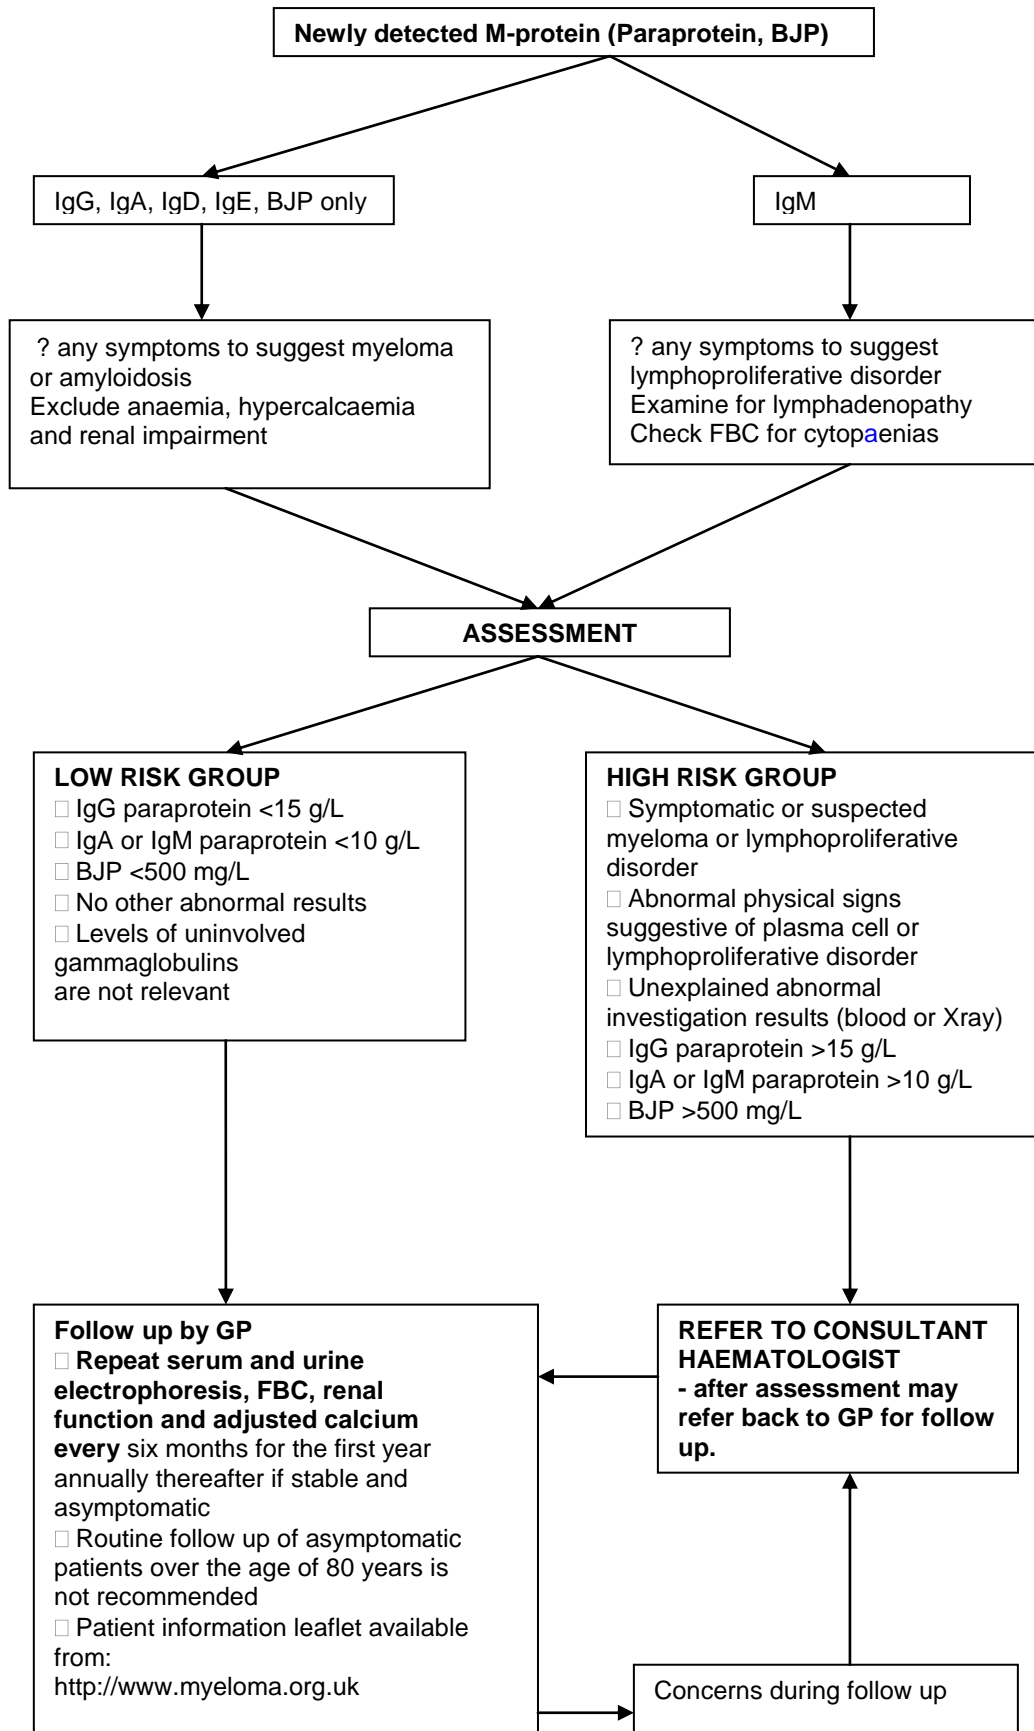 Newly detected M-protein (Paraprotein, BJP)
IgG, IgA, IgD, IgE, BJP only
IgM
? any symptoms to suggest myeloma
or amyloidosis
Exclude anaemia, hypercalcaemia
and renal impairment
? any symptoms to suggest
lymphoproliferative disorder
Examine for lymphadenopathy
Check FBC for cytopaenias
ASSESSMENT
LOW RISK GROUP
□ IgG paraprotein <15 g/L
□ IgA or IgM paraprotein <10 g/L
□ BJP <500 mg/L
□ No other abnormal results
□ Levels of uninvolved
gammaglobulins
are not relevant
HIGH RISK GROUP
□ Symptomatic or suspected
myeloma or lymphoproliferative
disorder
□ Abnormal physical signs
suggestive of plasma cell or
lymphoproliferative disorder
□ Unexplained abnormal
investigation results (blood or Xray)
□ IgG paraprotein >15 g/L
□ IgA or IgM paraprotein >10 g/L
□ BJP >500 mg/L
Follow up by GP
□ Repeat serum and urine
electrophoresis, FBC, renal
function and adjusted calcium
every six months for the first year
annually thereafter if stable and
asymptomatic
□ Routine follow up of asymptomatic
patients over the age of 80 years is
not recommended
□ Patient information leaflet available
from:
http://www.myeloma.org.uk
REFER TO CONSULTANT
HAEMATOLOGIST
- after assessment may
refer back to GP for follow
up.
Concerns during follow up